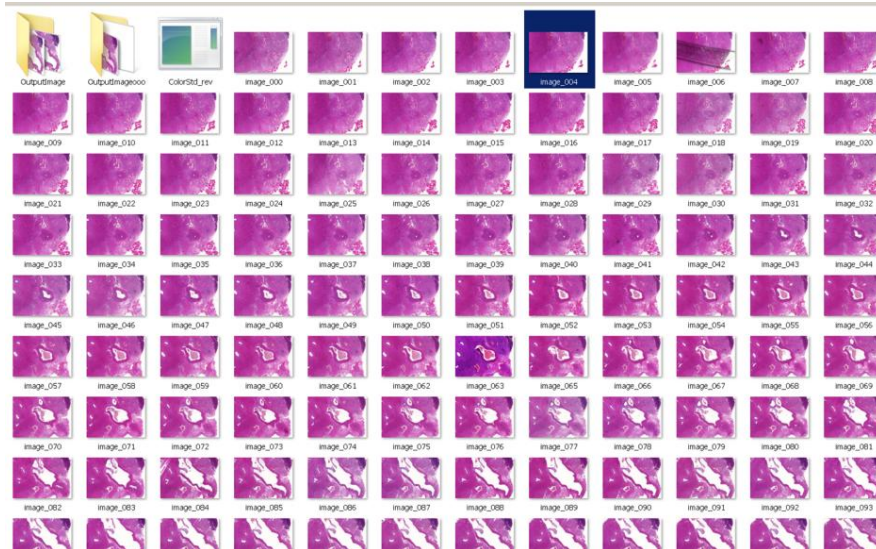 OutputImage OutputImageooo ColorStd_rev image_000 image_001 image_002 image_003 image_004 image_005 image_006 image_007 image_008
image_009 image_010 image_011 image_012 image_013 image_014 image_015 image_016 image_017 image_018 image_019 image_020
image_021 image_022 image_023 image_024 image_025 image_026 image_027 image_028 image_029 image_030 image_031 image_032
image_033 image_034 image_035 image_036 image_037 image_038 image_039 image_040 image_041 image_042 image_043 image_044
image_045 image_046 image_047 image_048 image_049 image_050 image_051 image_052 image_053 image_054 image_055 image_056
image_057 image_058 image_059 image_060 image_061 image_062 image_063 image_065 image_066 image_067 image_068 image_069
image_070 image_071 image_072 image_073 image_074 image_075 image_076 image_077 image_078 image_079 image_080 image_081
image_082 image_083 image_084 image_085 image_086 image_087 image_088 image_089 image_090 image_091 image_092 image_093